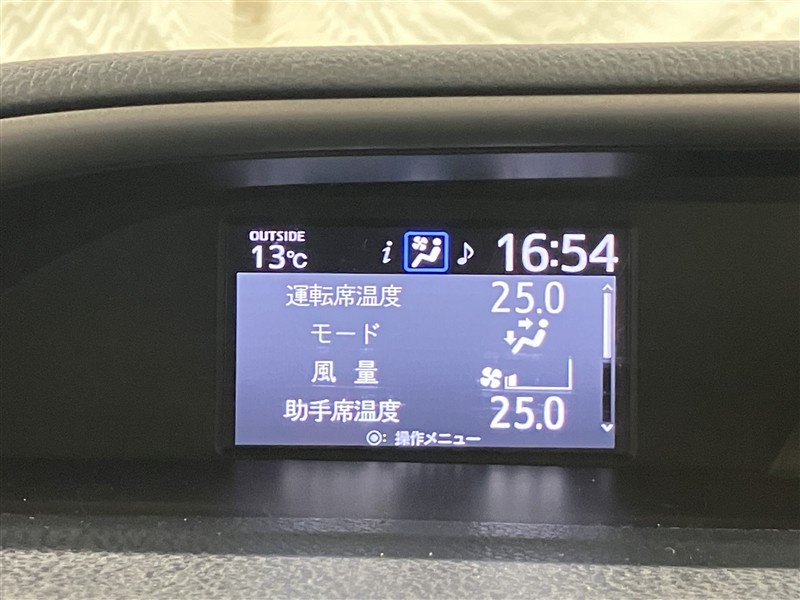 OUTSIDE
13℃ i ♪ 16:54
運転席温度 25.0
モード
風 量
助手席温度 25.0
◎: 操作メニュー